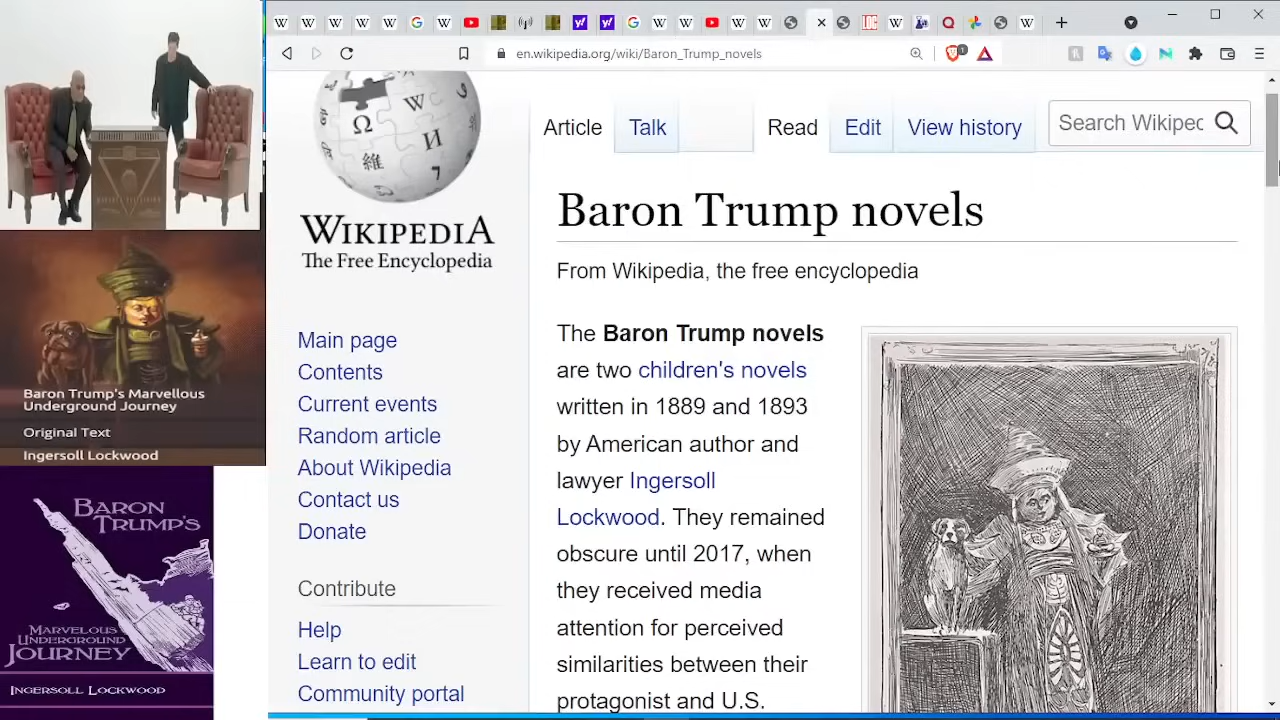 Baron Trump's Marvellous
Underground Journey
Original Text
Ingersoll Lockwood
BARON
TRUMP'S
MARVELOUS
UNDERGROUND
JOURNEY
INGERSOLL LOCKWOOD
en.wikipedia.org/wiki/Baron_Trump_novels
WIKIPEDIA
The Free Encyclopedia
Main page
Contents
Current events
Random article
About Wikipedia
Contact us
Donate
Contribute
Help
Learn to edit
Community portal
Article Talk Read Edit View history Search Wikipec
Baron Trump novels
From Wikipedia, the free encyclopedia
The Baron Trump novels
are two children's novels
written in 1889 and 1893
by American author and
lawyer Ingersoll
Lockwood. They remained
obscure until 2017, when
they received media
attention for perceived
similarities between their
protagonist and U.S.